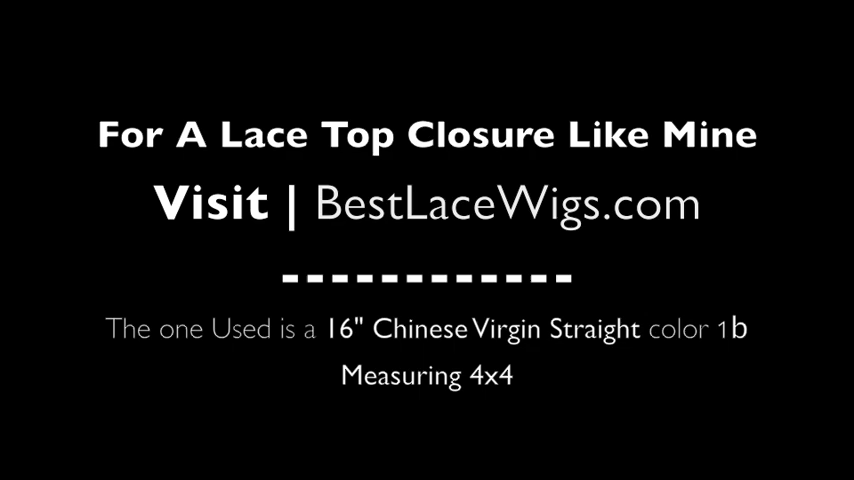 For A Lace Top Closure Like Mine
Visit | BestLaceWigs.com
------------
The one Used is a 16" Chinese Virgin Straight color 1b
Measuring 4x4